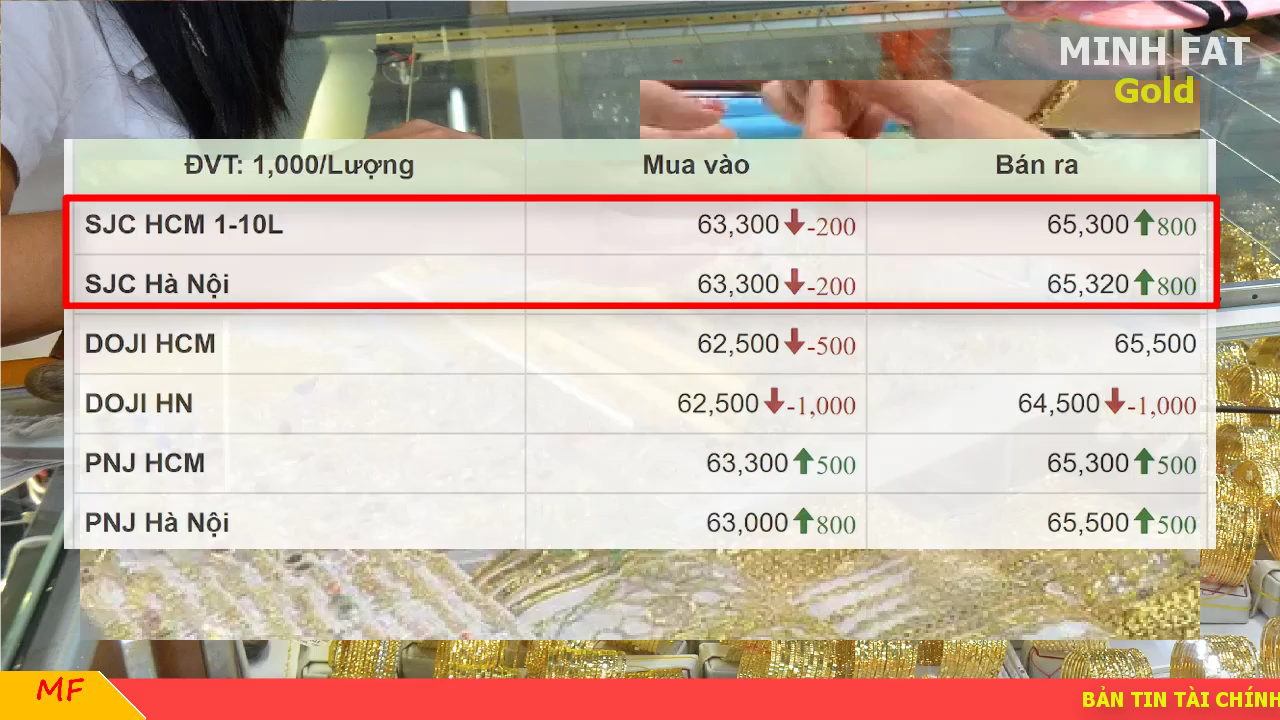 MINH FAT
Gold
ĐVT: 1,000/Lượng Mua vào Bán ra
SJC HCM 1-10L 63,300 -200 65,300 800
SJC Hà Nội 63,300 -200 65,320 800
DOJI HCM 62,500 -500 65,500
DOJI HN 62,500 -1,000 64,500 -1,000
PNJ HCM 63,300 500 65,300 500
PNJ Hà Nội 63,000 800 65,500 500
MF
BẢN TIN TÀI CHÍNH